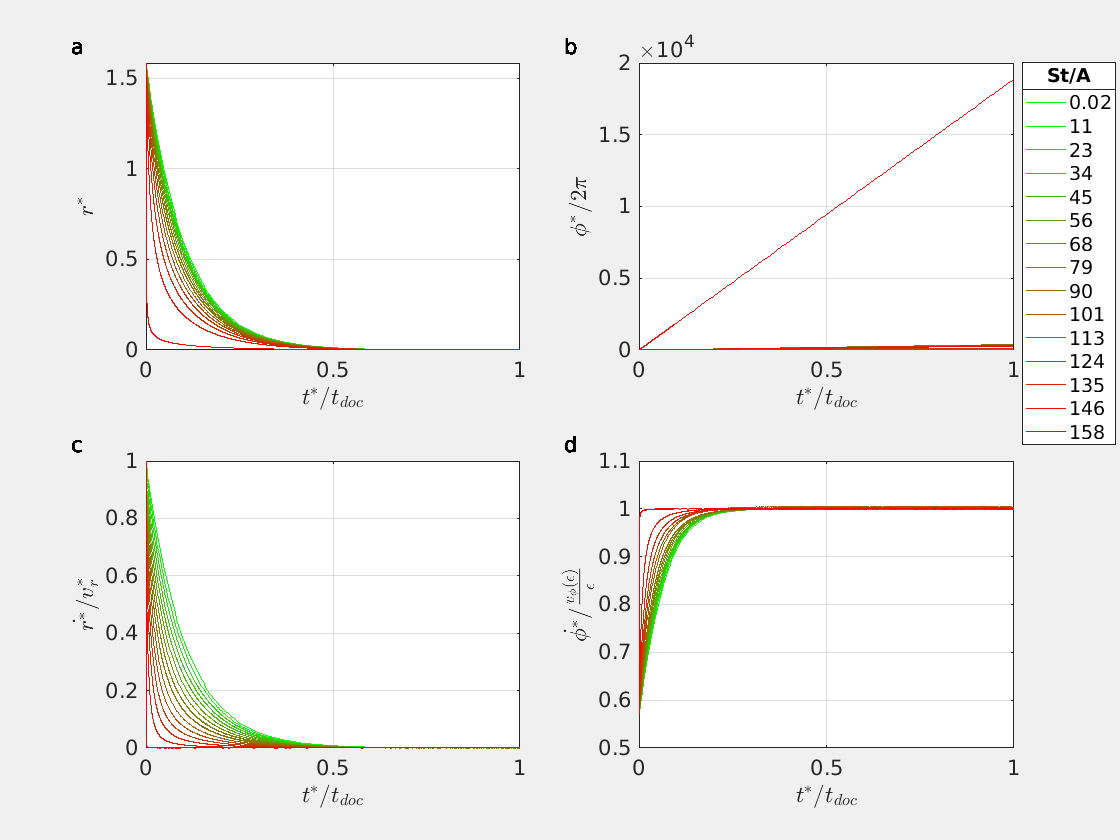 a
1.5
1
0.5
0
r*
0 0.5 1
t*/t_doc
b
×10⁴
2
1.5
1
0.5
0
ϕ*/2π
0 0.5 1
t*/t_doc
St/A
0.02
11
23
34
45
56
68
79
90
101
113
124
135
146
158
c
1
0.8
0.6
0.4
0.2
0
ṙ*/v_r*
0 0.5 1
t*/t_doc
d
1.1
1
0.9
0.8
0.7
0.6
0.5
ϕ̇*/ v_ϕ(ϵ)/ϵ
0 0.5 1
t*/t_doc